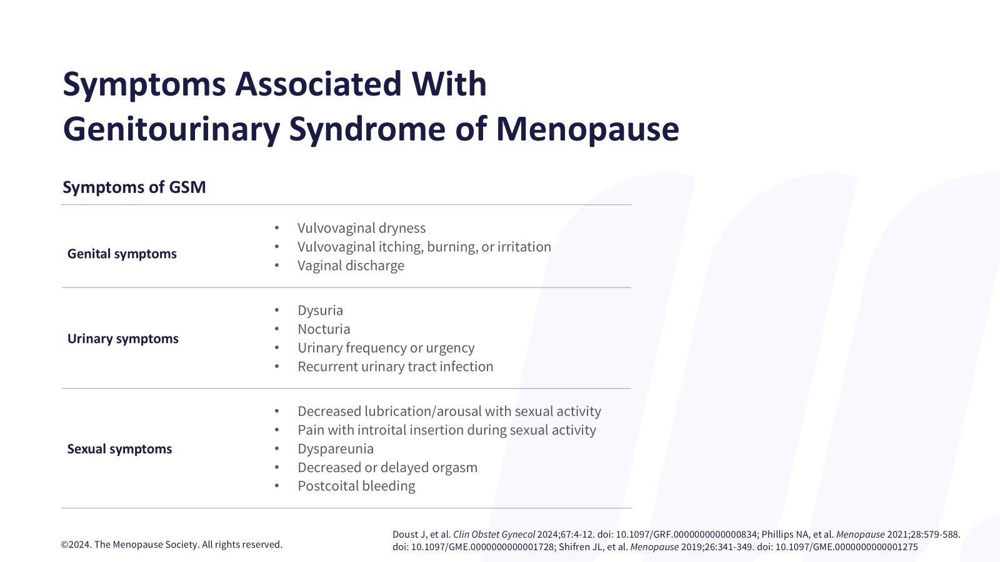 Symptoms Associated With
Genitourinary Syndrome of Menopause
Symptoms of GSM
Genital symptoms
• Vulvovaginal dryness
• Vulvovaginal itching, burning, or irritation
• Vaginal discharge
Urinary symptoms
• Dysuria
• Nocturia
• Urinary frequency or urgency
• Recurrent urinary tract infection
Sexual symptoms
• Decreased lubrication/arousal with sexual activity
• Pain with introital insertion during sexual activity
• Dyspareunia
• Decreased or delayed orgasm
• Postcoital bleeding
©2024. The Menopause Society. All rights reserved.
Doust J, et al. Clin Obstet Gynecol 2024;67:4-12. doi: 10.1097/GRF.0000000000000834; Phillips NA, et al. Menopause 2021;28:579-588.
doi: 10.1097/GME.0000000000001728; Shifren JL, et al. Menopause 2019;26:341-349. doi: 10.1097/GME.0000000000001275